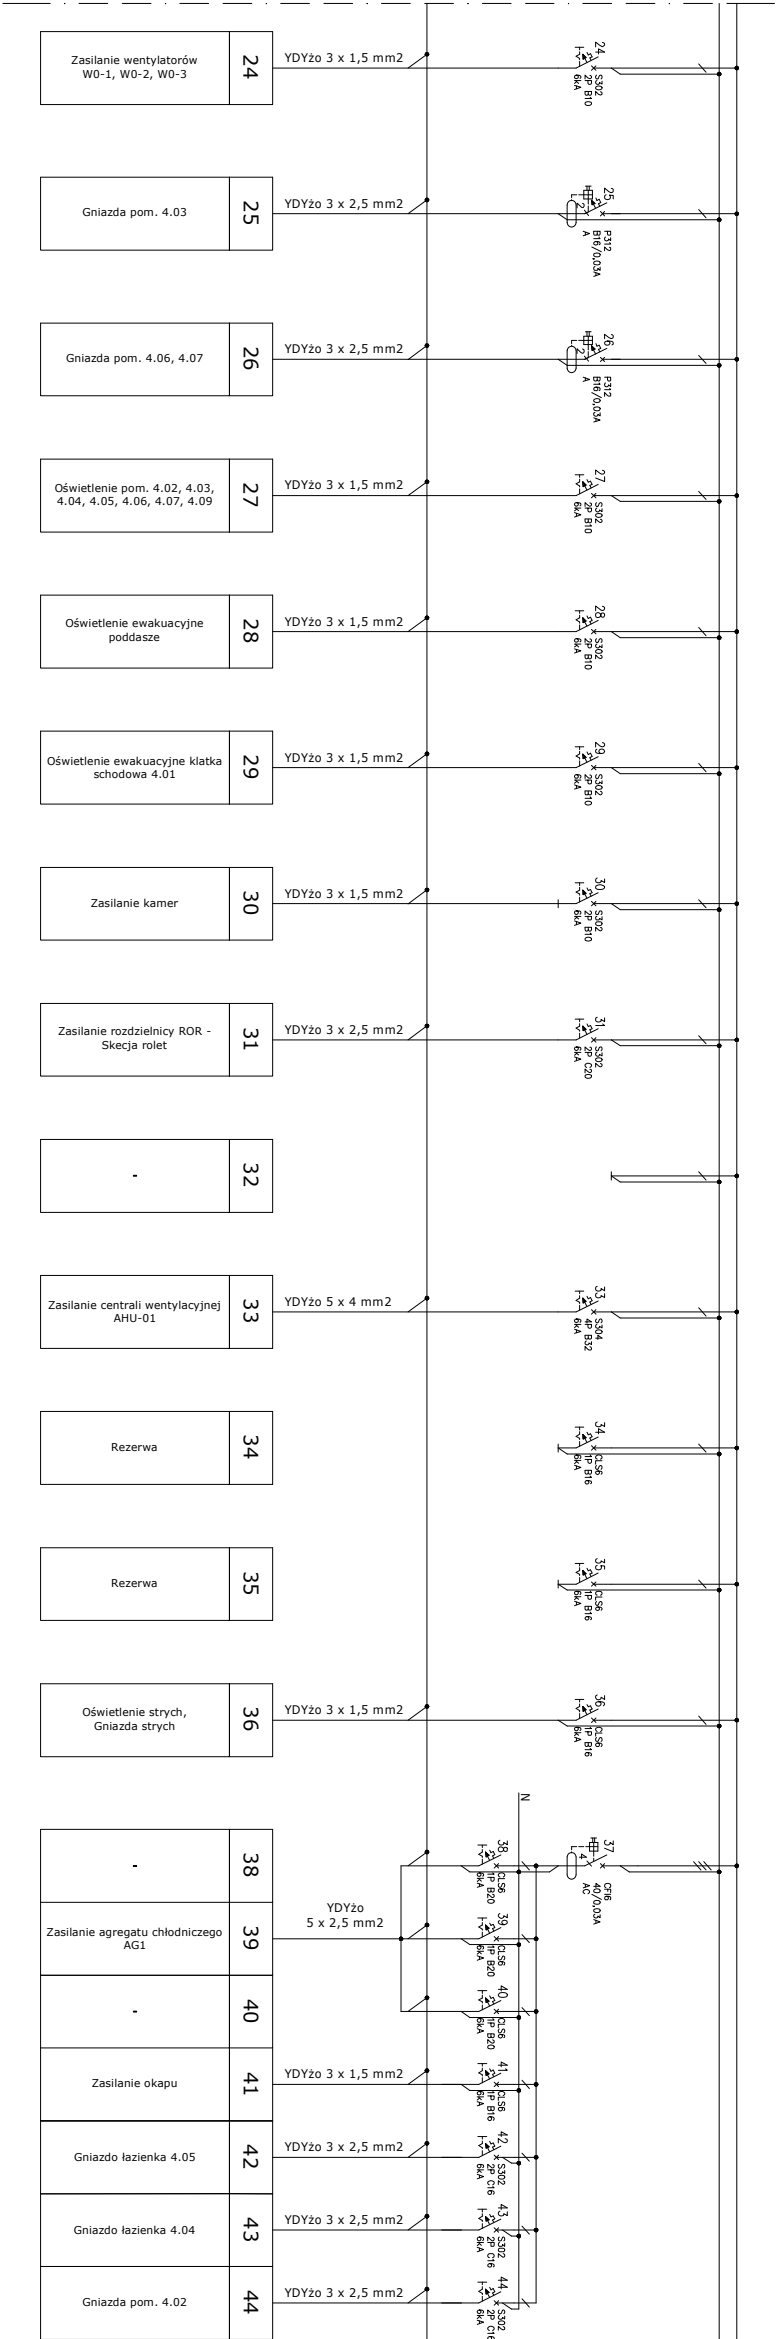 Zasilanie wentylatorów
W0-1, W0-2, W0-3
24
YDYżo 3 x 1,5 mm2
24
S302
2P B10
6kA
Gniazda pom. 4.03
25
YDYżo 3 x 2,5 mm2
25
2
P312
B16/0,03A
A
Gniazda pom. 4.06, 4.07
26
YDYżo 3 x 2,5 mm2
26
2
P312
B16/0,03A
A
Oświetlenie pom. 4.02, 4.03,
4.04, 4.05, 4.06, 4.07, 4.09
27
YDYżo 3 x 1,5 mm2
27
S302
2P B10
6kA
Oświetlenie ewakuacyjne
poddasze
28
YDYżo 3 x 1,5 mm2
28
S302
2P B10
6kA
Oświetlenie ewakuacyjne klatka
schodowa 4.01
29
YDYżo 3 x 1,5 mm2
29
S302
2P B10
6kA
Zasilanie kamer
30
YDYżo 3 x 1,5 mm2
30
S302
2P B10
6kA
Zasilanie rozdzielnicy ROR -
Skecja rolet
31
YDYżo 3 x 2,5 mm2
31
S302
2P C20
6kA
-
32
Zasilanie centrali wentylacyjnej
AHU-01
33
YDYżo 5 x 4 mm2
33
S304
4P B32
6kA
Rezerwa
34
34
CLS6
1P B16
6kA
Rezerwa
35
35
CLS6
1P B16
6kA
Oświetlenie strych,
Gniazda strych
36
YDYżo 3 x 1,5 mm2
36
CLS6
1P B16
6kA
N
37
4
CFI6
40/0,03A
AC
-
38
38
CLS6
1P B20
6kA
Zasilanie agregatu chłodniczego
AG1
39
YDYżo
5 x 2,5 mm2
39
CLS6
1P B20
6kA
-
40
40
CLS6
1P B20
6kA
Zasilanie okapu
41
YDYżo 3 x 1,5 mm2
41
CLS6
1P B16
6kA
Gniazdo łazienka 4.05
42
YDYżo 3 x 2,5 mm2
42
S302
2P C16
6kA
Gniazdo łazienka 4.04
43
YDYżo 3 x 2,5 mm2
43
S302
2P C16
6kA
Gniazda pom. 4.02
44
YDYżo 3 x 2,5 mm2
44
S302
2P C16
6kA